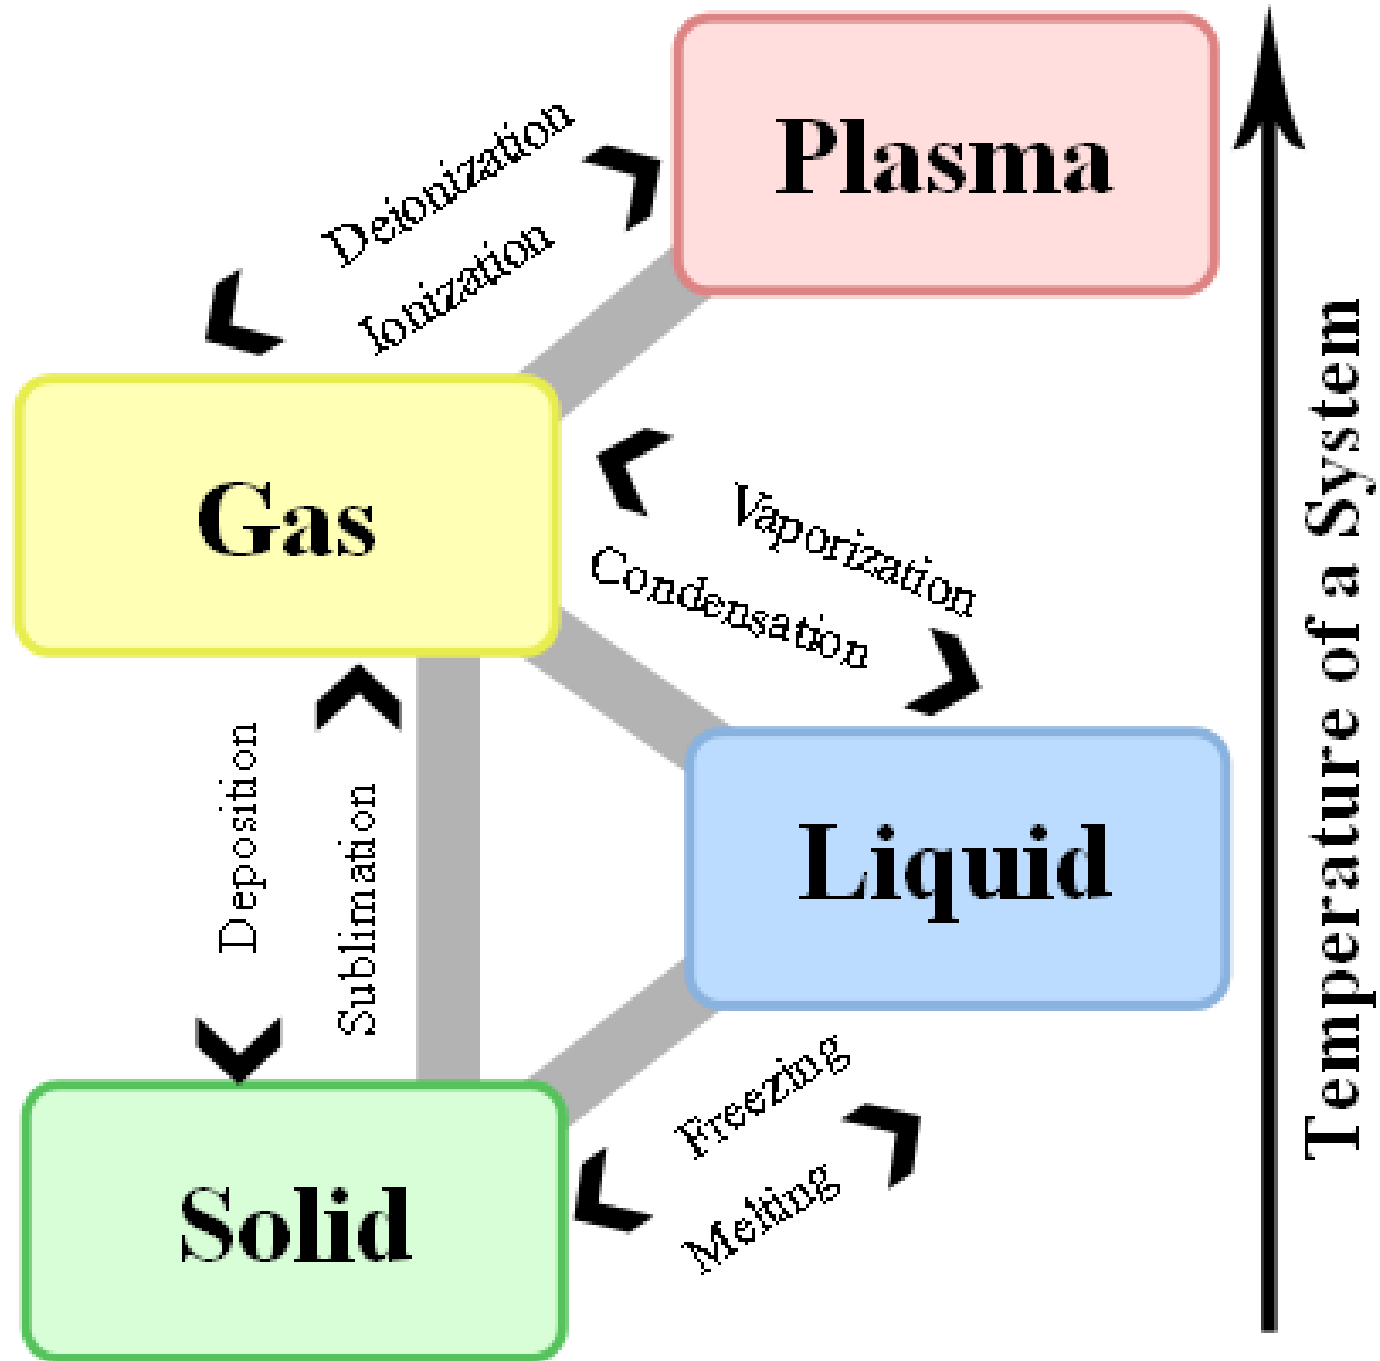 Plasma
Deionization
Ionization
Gas
Vaporization
Condensation
Temperature of a System
Deposition
Sublimation
Liquid
Freezing
Melting
Solid